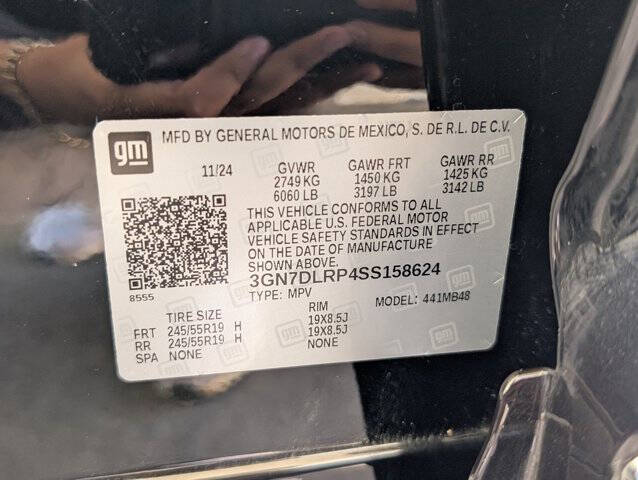 gm MFD BY GENERAL MOTORS DE MEXICO, S. DE R.L. DE C.V.
11/24 GVWR GAWR FRT GAWR RR
2749 KG 1450 KG 1425 KG
6060 LB 3197 LB 3142 LB
THIS VEHICLE CONFORMS TO ALL
APPLICABLE U.S. FEDERAL MOTOR
VEHICLE SAFETY STANDARDS IN EFFECT
ON THE DATE OF MANUFACTURE
SHOWN ABOVE.
3GN7DLRP4SS158624
8555 TYPE: MPV MODEL: 441MB48
TIRE SIZE RIM
FRT 245/55R19 H 19X8.5J
RR 245/55R19 H 19X8.5J
SPA NONE NONE